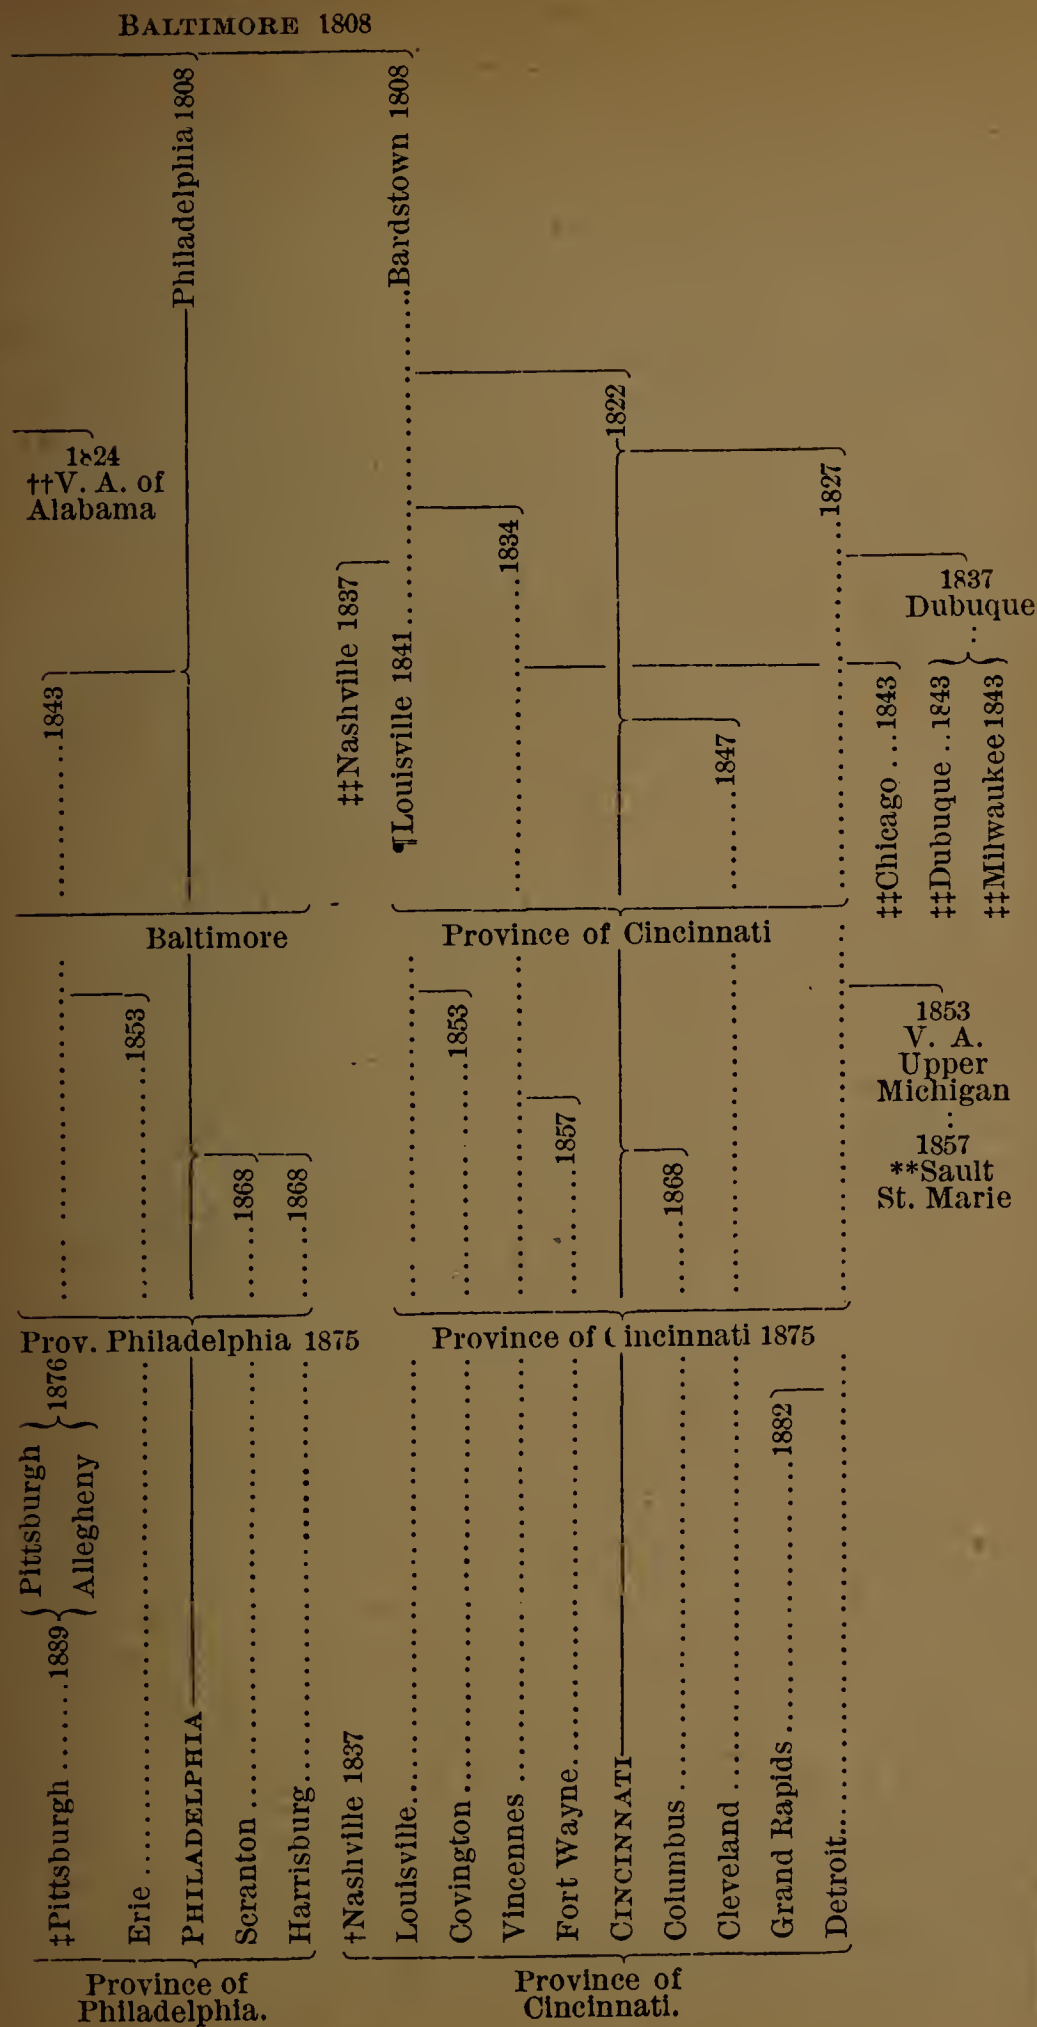 BALTIMORE 1808
Philadelphia 1808
Bardstown 1808
1822
1824
††V. A. of
Alabama
1827
1834
‡‡Nashville 1837
1837
Dubuque
¶Louisville 1841
1843
‡‡Chicago ... 1843
‡‡Dubuque .. 1843
‡‡Milwaukee 1843
1847
Baltimore
Province of Cincinnati
1853
1853
1853
V. A.
Upper
Michigan
1857
1857
**Sault
St. Marie
1868
1868
1868
Prov. Philadelphia 1875
Province of Cincinnati 1875
1876
Pittsburgh
Allegheny
1882
‡Pittsburgh ....... 1889
Erie
PHILADELPHIA
Scranton
Harrisburg
†Nashville 1837
Louisville
Covington
Vincennes
Fort Wayne
CINCINNATI
Columbus
Cleveland
Grand Rapids
Detroit
Province of
Philadelphia.
Province of
Cincinnati.